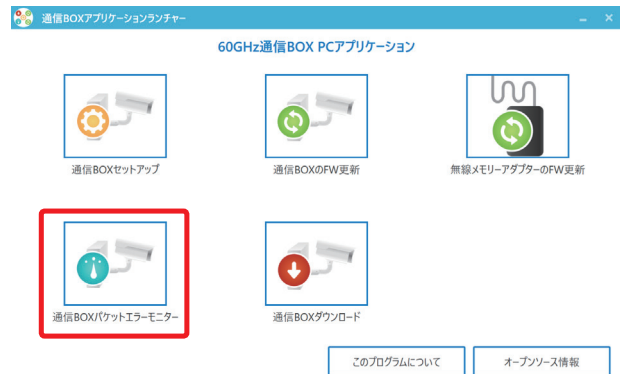 通信BOXアプリケーションランチャー
60GHz通信BOX PCアプリケーション
通信BOXセットアップ
通信BOXのFW更新
無線メモリーアダプターのFW更新
通信BOXパケットエラーモニター
通信BOXダウンロード
このプログラムについて
オープンソース情報